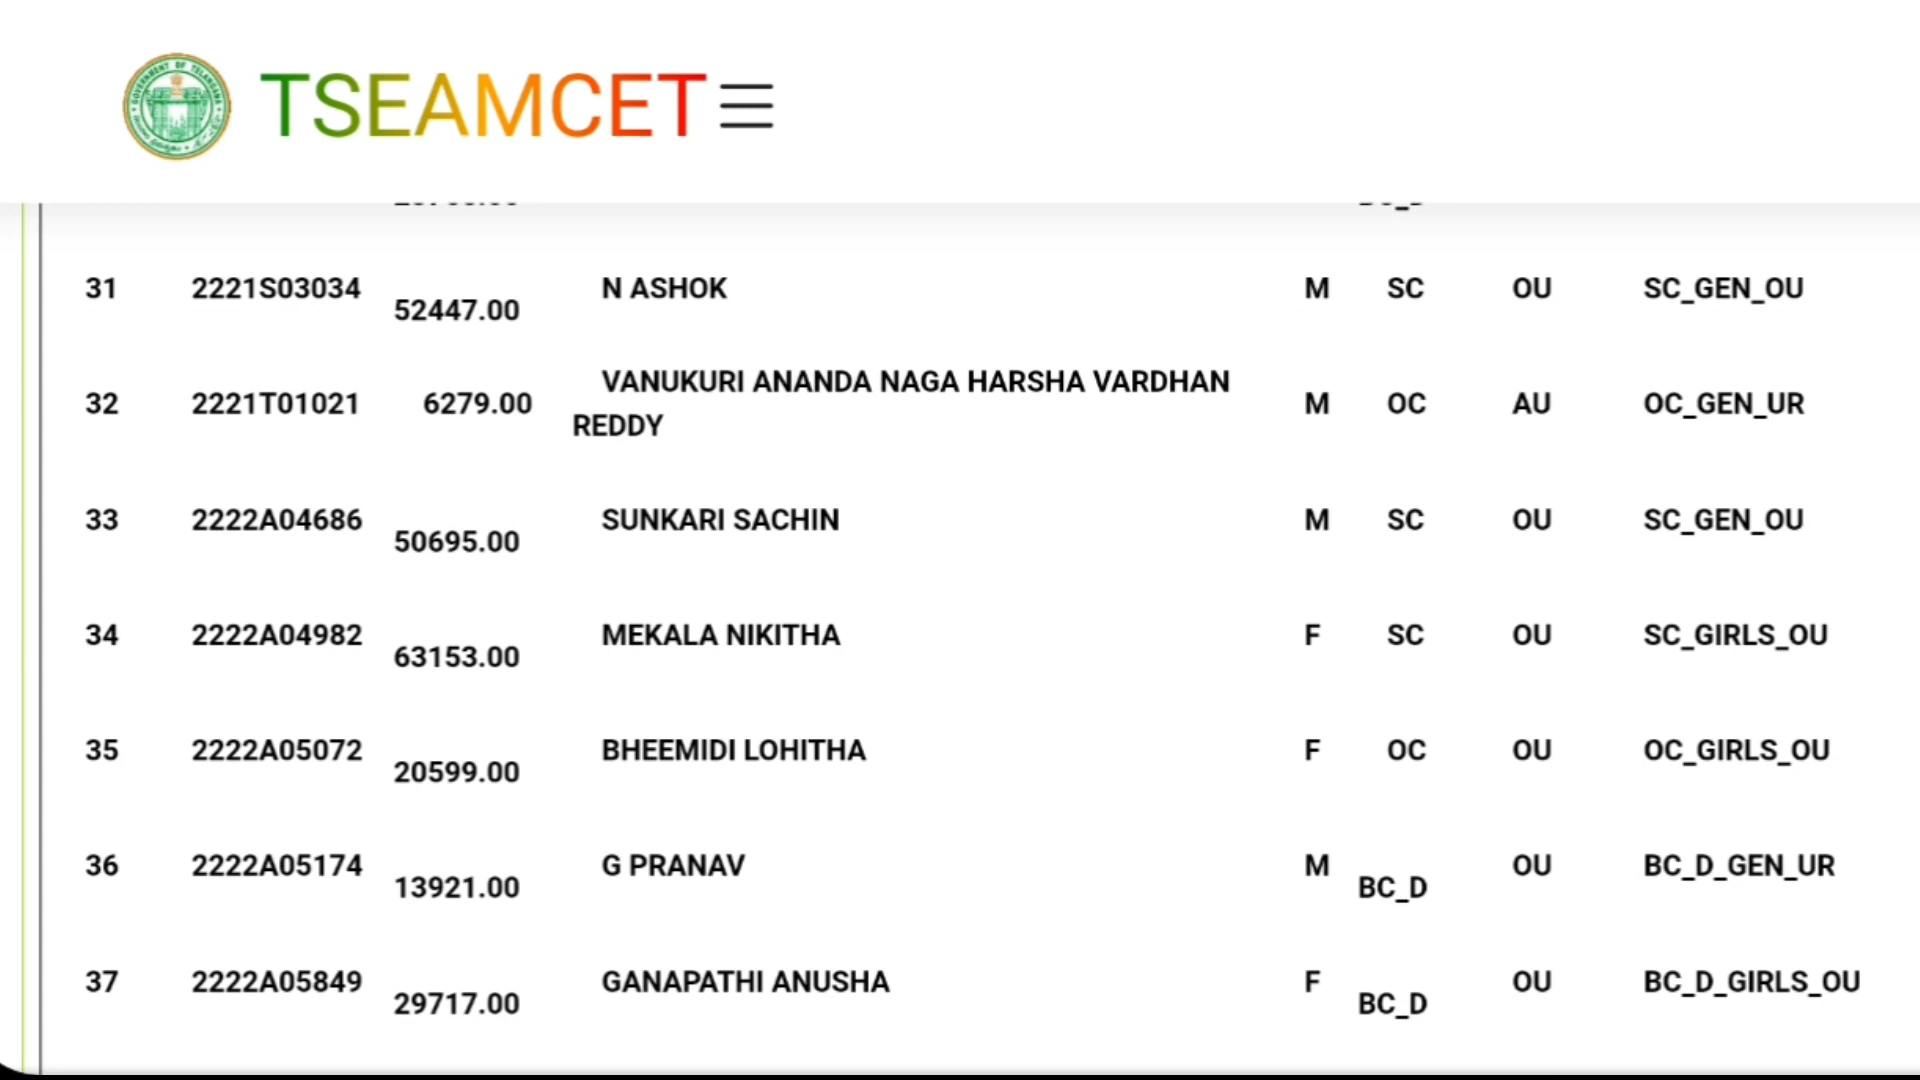 TSEAMCET
31 2221S03034 52447.00 N ASHOK M SC OU SC_GEN_OU
32 2221T01021 6279.00 VANUKURI ANANDA NAGA HARSHA VARDHAN REDDY M OC AU OC_GEN_UR
33 2222A04686 50695.00 SUNKARI SACHIN M SC OU SC_GEN_OU
34 2222A04982 63153.00 MEKALA NIKITHA F SC OU SC_GIRLS_OU
35 2222A05072 20599.00 BHEEMIDI LOHITHA F OC OU OC_GIRLS_OU
36 2222A05174 13921.00 G PRANAV M BC_D OU BC_D_GEN_UR
37 2222A05849 29717.00 GANAPATHI ANUSHA F BC_D OU BC_D_GIRLS_OU